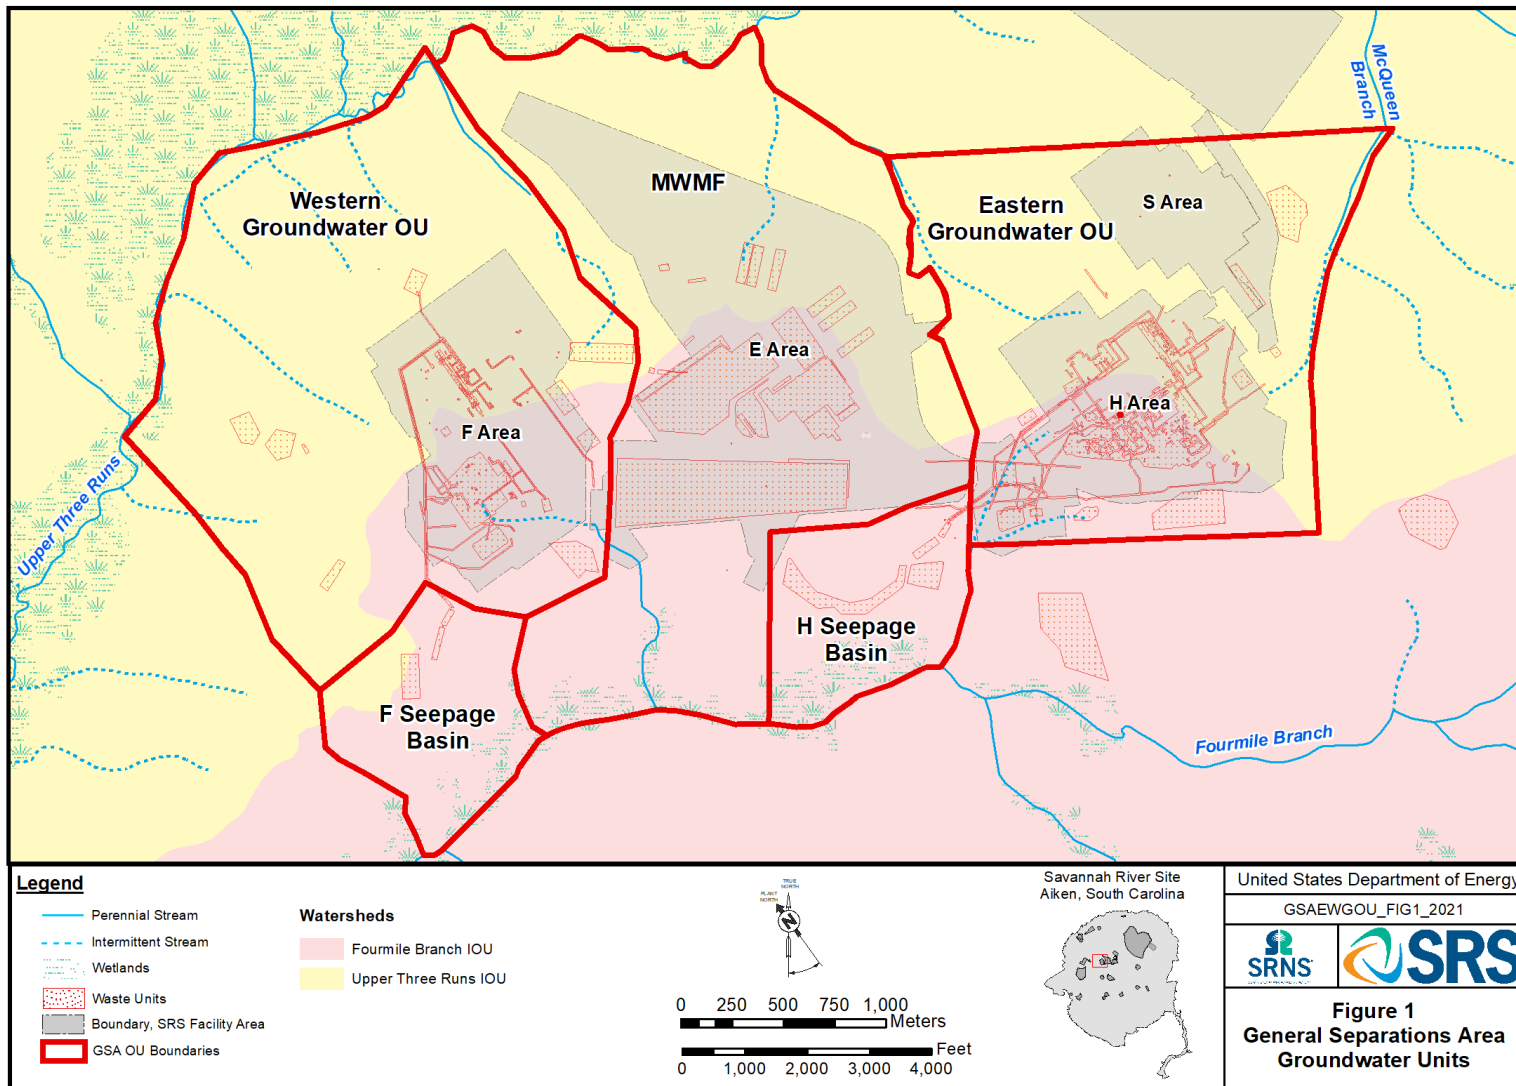 McQueen
Branch
MWMF
Western
Groundwater OU
Eastern
Groundwater OU
S Area
E Area
H Area
F Area
Upper Three Runs
H Seepage
Basin
F Seepage
Basin
Fourmile Branch
Legend
Perennial Stream
Intermittent Stream
Wetlands
Waste Units
Boundary, SRS Facility Area
GSA OU Boundaries
Watersheds
Fourmile Branch IOU
Upper Three Runs IOU
TRUE
NORTH
PLANT
NORTH
N
0 250 500 750 1,000
Meters
Feet
0 1,000 2,000 3,000 4,000
Savannah River Site
Aiken, South Carolina
United States Department of Energy
GSAEWGOU_FIG1_2021
SRNS
SRS
Figure 1
General Separations Area
Groundwater Units